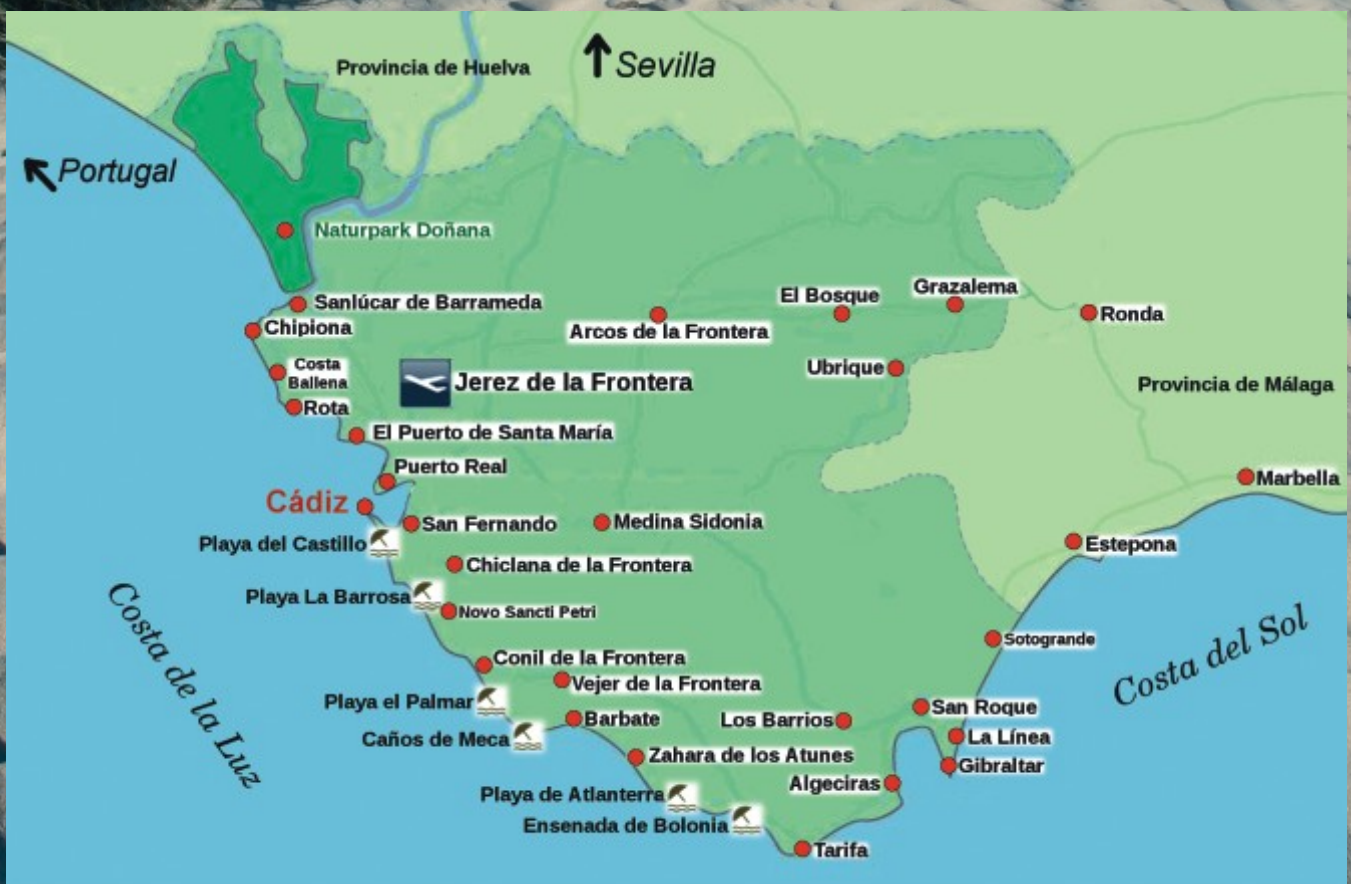 Provincia de Huelva
Sevilla
Portugal
Naturpark Doñana
Sanlúcar de Barrameda
Chipiona
Costa
Ballena
Rota
Jerez de la Frontera
Arcos de la Frontera
El Bosque
Grazalema
Ronda
Ubrique
Provincia de Málaga
El Puerto de Santa María
Puerto Real
Cádiz
San Fernando
Medina Sidonia
Marbella
Playa del Castillo
Estepona
Chiclana de la Frontera
Playa La Barrosa
Novo Sancti Petri
Costa de la Luz
Sotogrande
Costa del Sol
Conil de la Frontera
Vejer de la Frontera
Playa el Palmar
Barbate
Los Barrios
San Roque
Caños de Meca
La Línea
Zahara de los Atunes
Gibraltar
Algeciras
Playa de Atlanterra
Ensenada de Bolonia
Tarifa